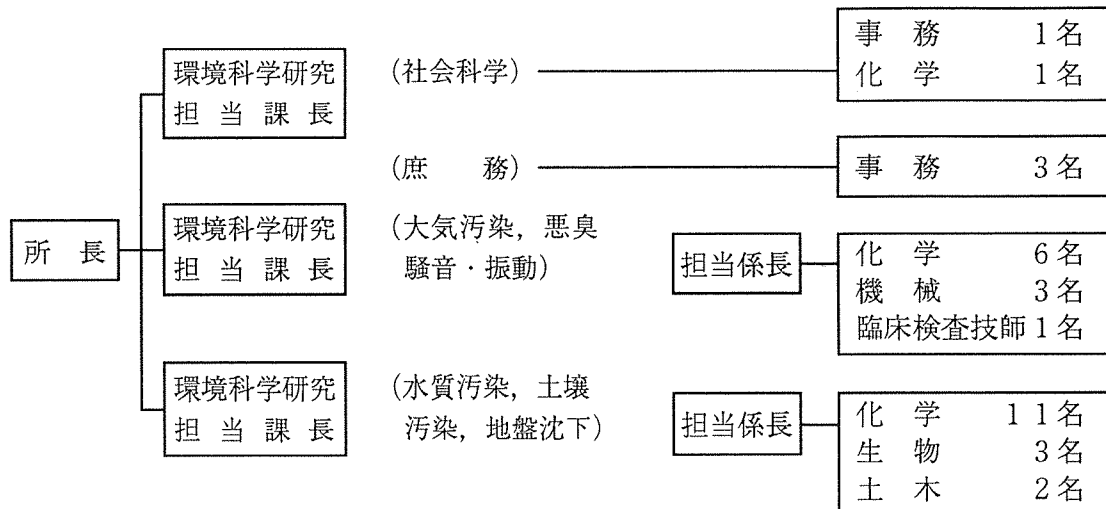 所長
環境科学研究
担当課長
(社会科学)
事務 1名
化学 1名
(庶務)
事務 3名
環境科学研究
担当課長
(大気汚染，悪臭
騒音・振動)
担当係長
化学 6名
機械 3名
臨床検査技師 1名
環境科学研究
担当課長
(水質汚染，土壌
汚染，地盤沈下)
担当係長
化学 11名
生物 3名
土木 2名